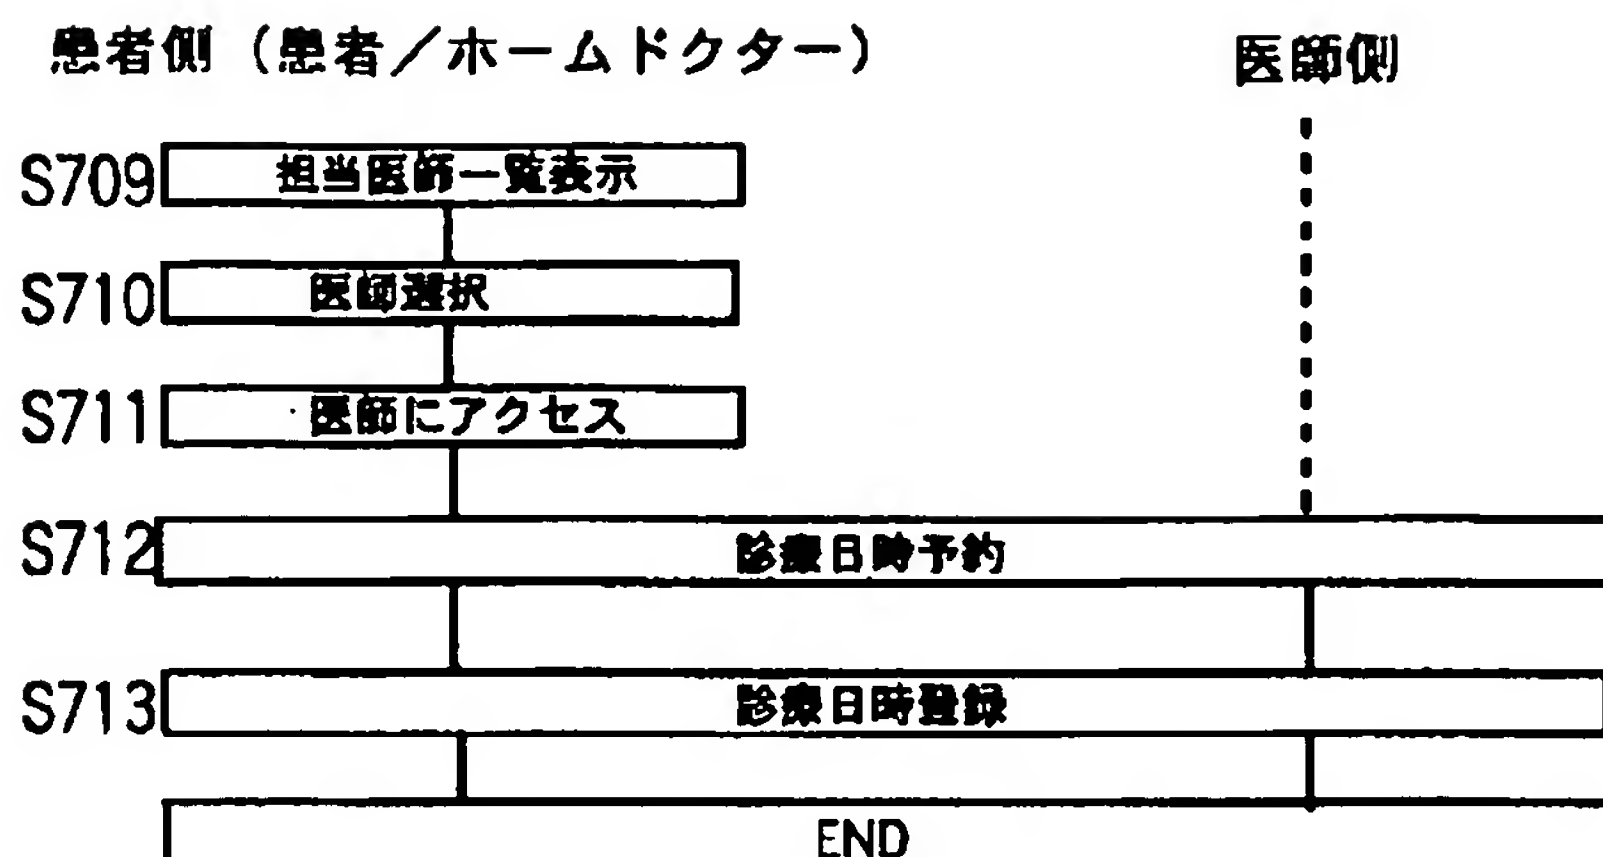 患者側（患者／ホームドクター）
医師側
S709 担当医師一覧表示
S710 医師選択
S711 医師にアクセス
S712 診療日時予約
S713 診療日時登録
END